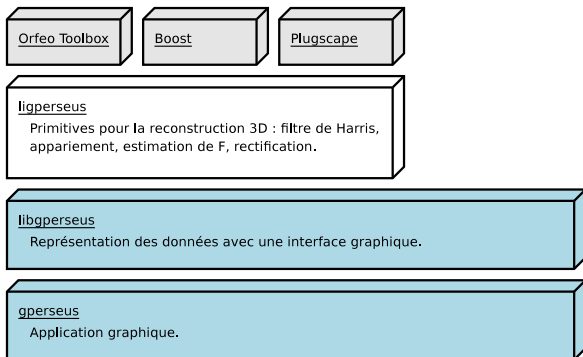 Orfeo Toolbox
Boost
Plugscape
ligperseus
Primitives pour la reconstruction 3D : filtre de Harris,
appariement, estimation de F, rectification.
libgperseus
Représentation des données avec une interface graphique.
gperseus
Application graphique.